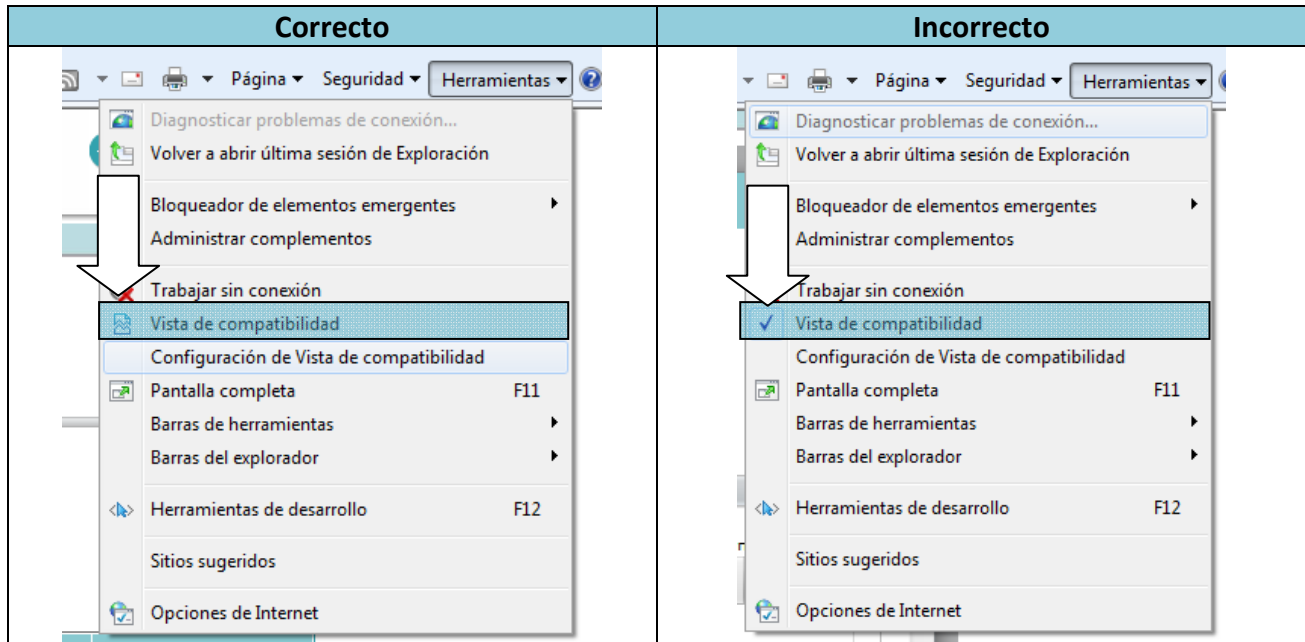 Correcto
Incorrecto
Página Seguridad Herramientas
Diagnosticar problemas de conexión...
Volver a abrir última sesión de Exploración
Bloqueador de elementos emergentes
Administrar complementos
Trabajar sin conexión
Vista de compatibilidad
Configuración de Vista de compatibilidad
Pantalla completa F11
Barras de herramientas
Barras del explorador
Herramientas de desarrollo F12
Sitios sugeridos
Opciones de Internet
Página Seguridad Herramientas
Diagnosticar problemas de conexión...
Volver a abrir última sesión de Exploración
Bloqueador de elementos emergentes
Administrar complementos
Trabajar sin conexión
Vista de compatibilidad
Configuración de Vista de compatibilidad
Pantalla completa F11
Barras de herramientas
Barras del explorador
Herramientas de desarrollo F12
Sitios sugeridos
Opciones de Internet